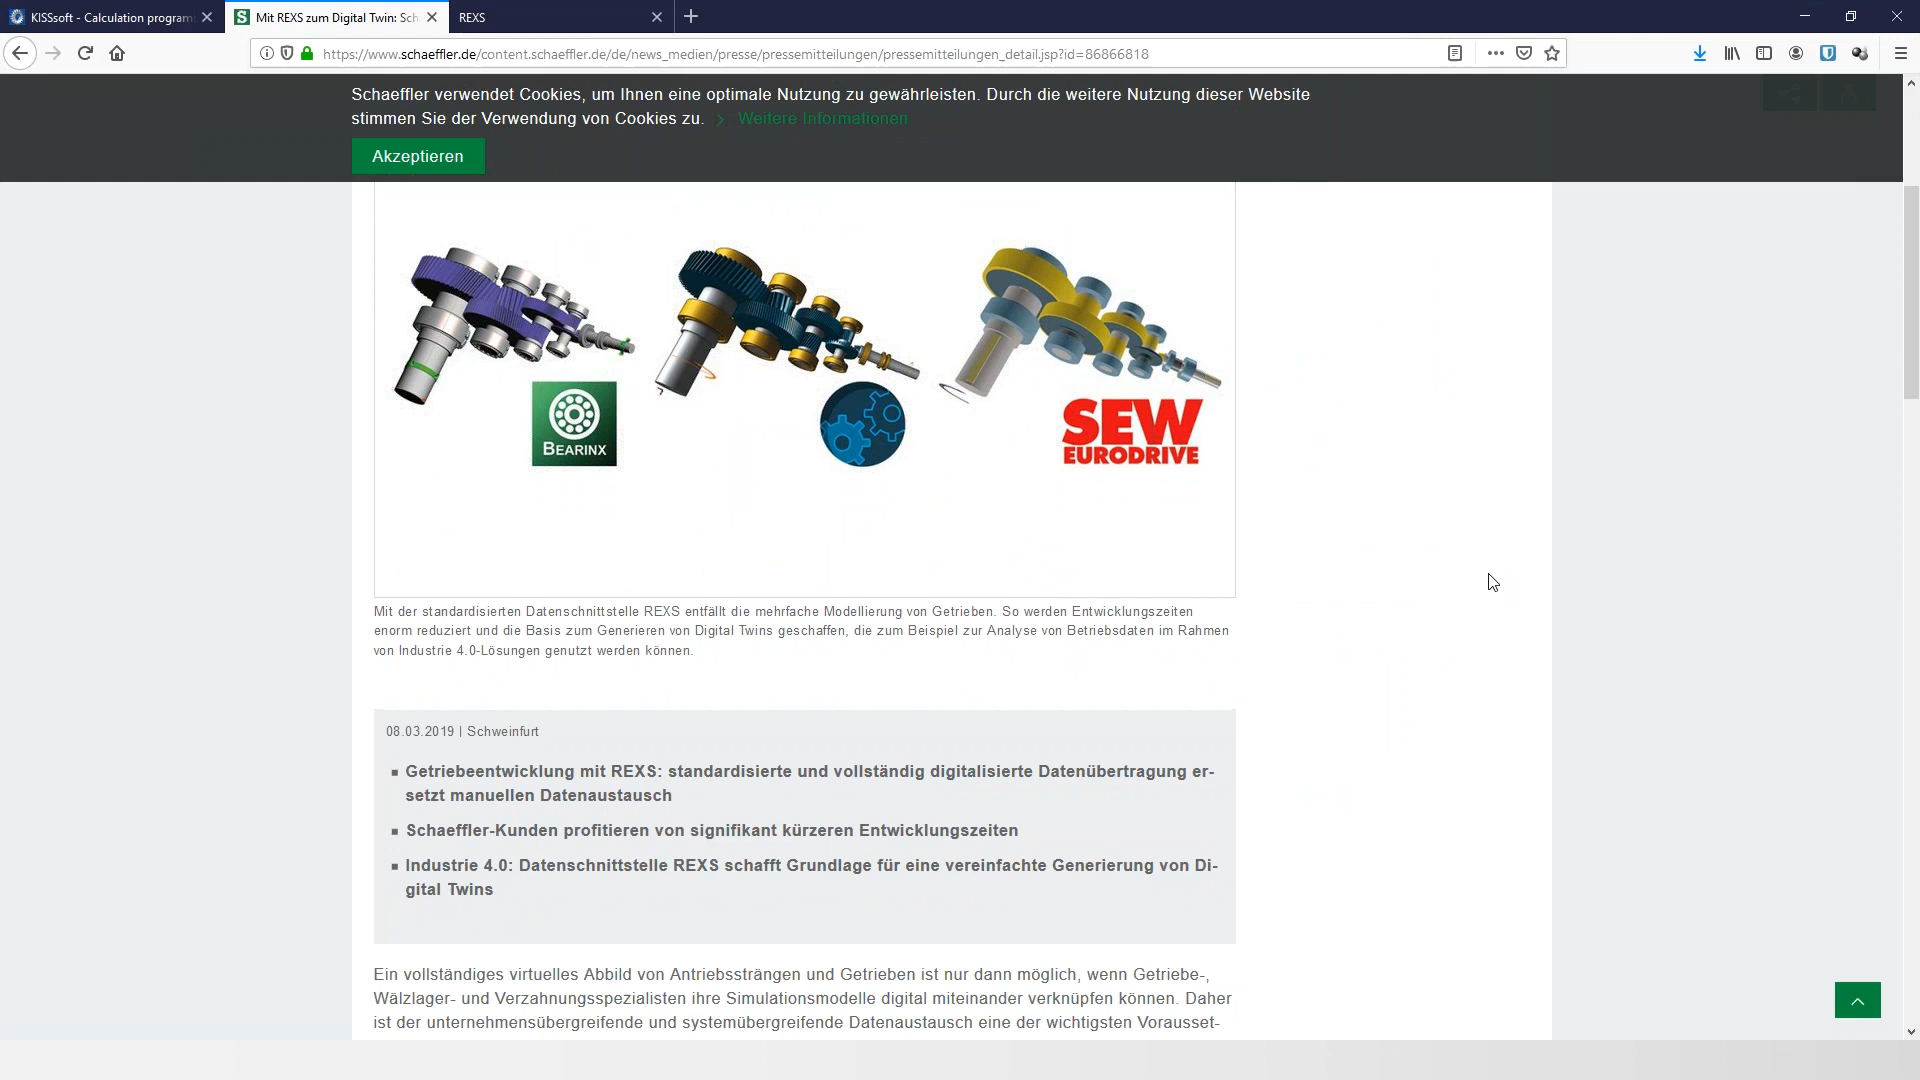 KISSsoft - Calculation program
Mit REXS zum Digital Twin: Sch
REXS
https://www.schaeffler.de/content.schaeffler.de/de/news_medien/presse/pressemitteilungen/pressemitteilungen_detail.jsp?id=86866818
Schaeffler verwendet Cookies, um Ihnen eine optimale Nutzung zu gewährleisten. Durch die weitere Nutzung dieser Website
stimmen Sie der Verwendung von Cookies zu. Weitere Informationen
Akzeptieren
BEARINX
SEW
EURODRIVE
Mit der standardisierten Datenschnittstelle REXS entfällt die mehrfache Modellierung von Getrieben. So werden Entwicklungszeiten
enorm reduziert und die Basis zum Generieren von Digital Twins geschaffen, die zum Beispiel zur Analyse von Betriebsdaten im Rahmen
von Industrie 4.0-Lösungen genutzt werden können.
08.03.2019 | Schweinfurt
Getriebeentwicklung mit REXS: standardisierte und vollständig digitalisierte Datenübertragung er-
setzt manuellen Datenaustausch
Schaeffler-Kunden profitieren von signifikant kürzeren Entwicklungszeiten
Industrie 4.0: Datenschnittstelle REXS schafft Grundlage für eine vereinfachte Generierung von Di-
gital Twins
Ein vollständiges virtuelles Abbild von Antriebssträngen und Getrieben ist nur dann möglich, wenn Getriebe-,
Wälzlager- und Verzahnungsspezialisten ihre Simulationsmodelle digital miteinander verknüpfen können. Daher
ist der unternehmensübergreifende und systemübergreifende Datenaustausch eine der wichtigsten Vorausset-